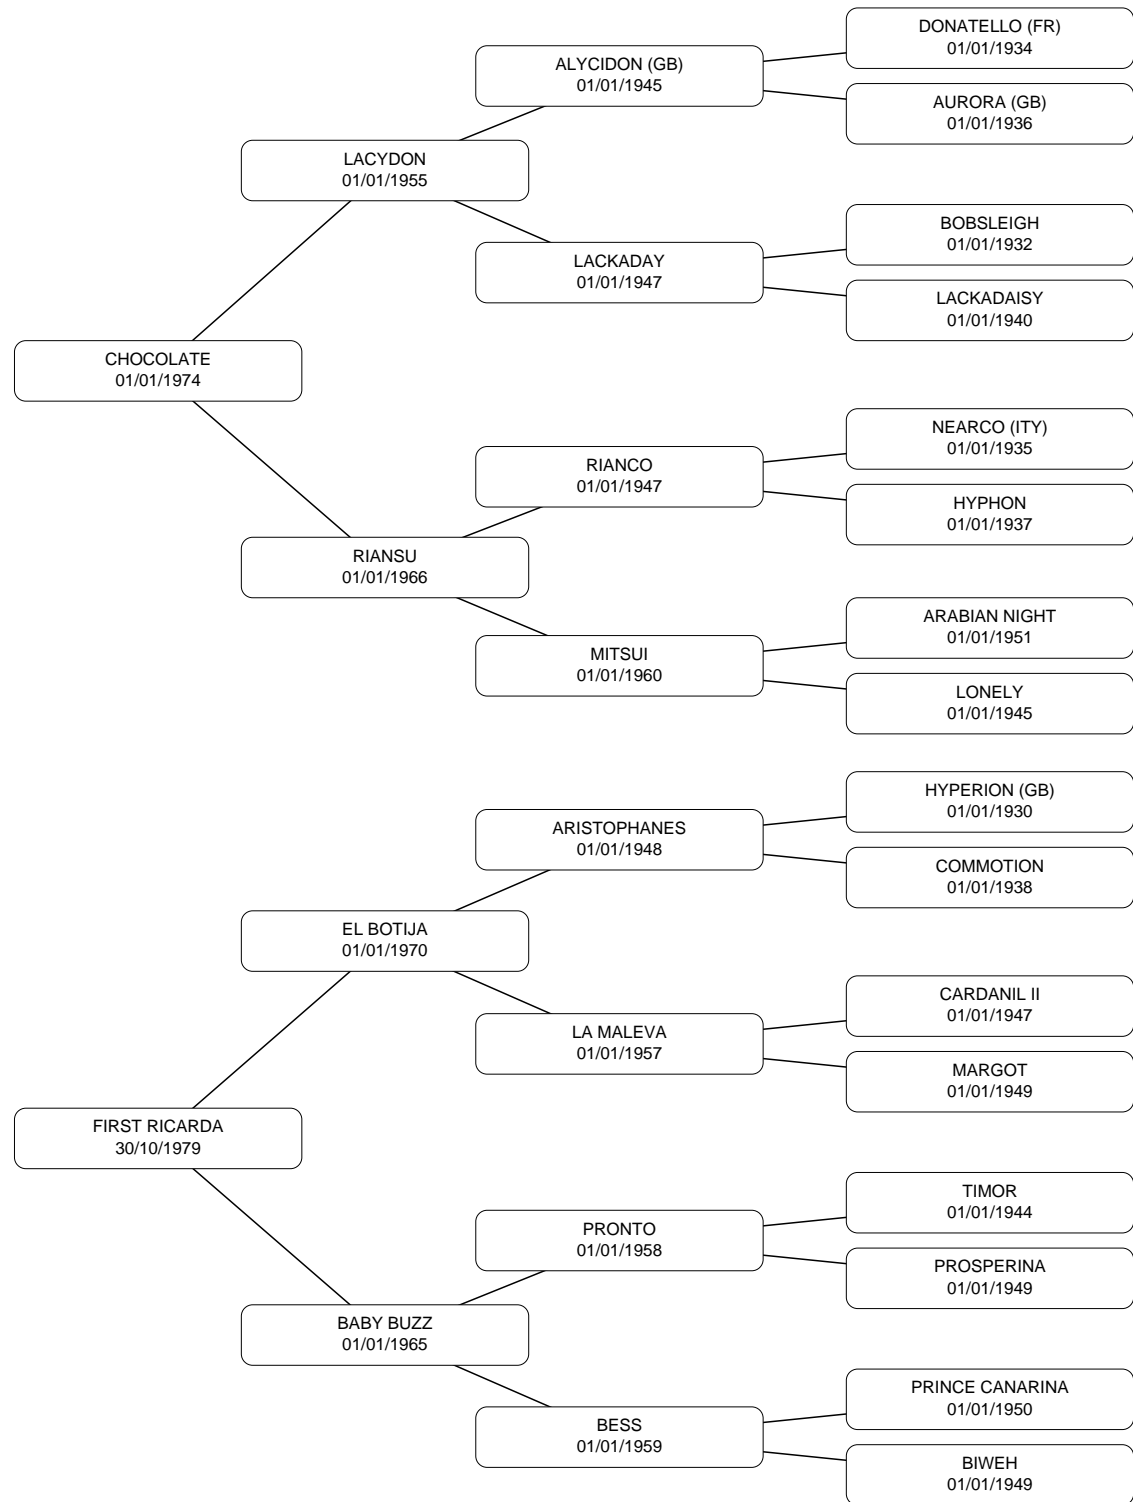 DONATELLO (FR)
01/01/1934
ALYCIDON (GB)
01/01/1945
AURORA (GB)
01/01/1936
LACYDON
01/01/1955
BOBSLEIGH
01/01/1932
LACKADAY
01/01/1947
LACKADAISY
01/01/1940
CHOCOLATE
01/01/1974
NEARCO (ITY)
01/01/1935
RIANCO
01/01/1947
HYPHON
01/01/1937
RIANSU
01/01/1966
ARABIAN NIGHT
01/01/1951
MITSUI
01/01/1960
LONELY
01/01/1945
HYPERION (GB)
01/01/1930
ARISTOPHANES
01/01/1948
COMMOTION
01/01/1938
EL BOTIJA
01/01/1970
CARDANIL II
01/01/1947
LA MALEVA
01/01/1957
MARGOT
01/01/1949
FIRST RICARDA
30/10/1979
TIMOR
01/01/1944
PRONTO
01/01/1958
PROSPERINA
01/01/1949
BABY BUZZ
01/01/1965
PRINCE CANARINA
01/01/1950
BESS
01/01/1959
BIWEH
01/01/1949